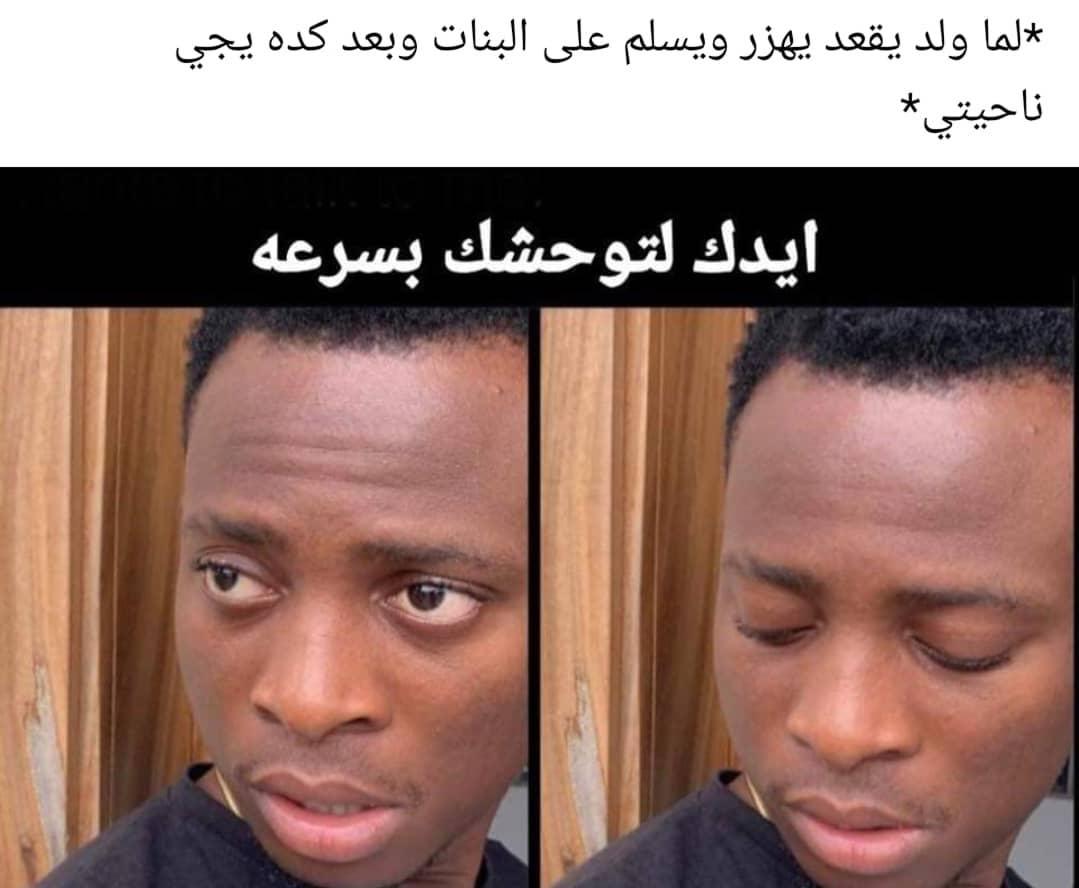 *لما ولد يقعد يهزر ويسلم على البنات وبعد كده يجي
ناحيتي*
ايدك لتوحشك بسرعه